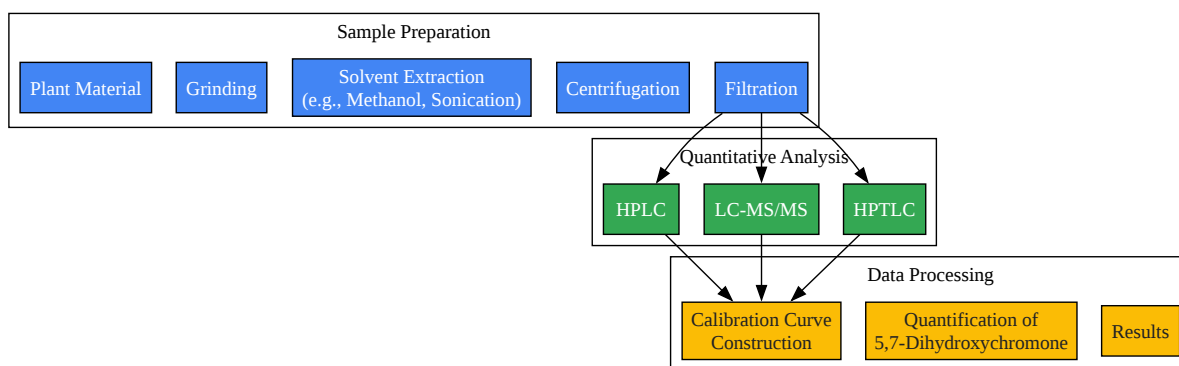 Sample Preparation
Plant Material
Grinding
Solvent Extraction
(e.g., Methanol, Sonication)
Centrifugation
Filtration
Quantitative Analysis
HPLC
LC-MS/MS
HPTLC
Data Processing
Calibration Curve
Construction
Quantification of
5,7-Dihydroxychromone
Results